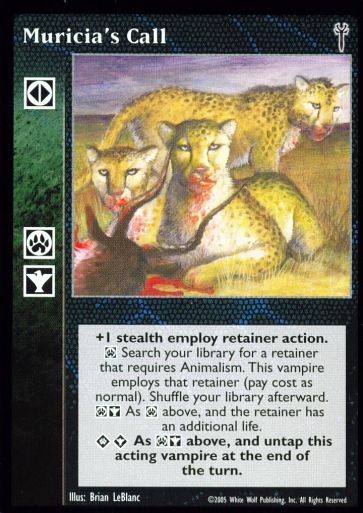 Muricia's Call
+1 stealth employ retainer action.
Search your library for a retainer
that requires Animalism. This vampire
employs that retainer (pay cost as
normal). Shuffle your library afterward.
As above, and the retainer has
an additional life.
As above, and untap this
acting vampire at the end of
the turn.
Illus: Brian LeBlanc
©2005 White Wolf Publishing, Inc. All Rights Reserved